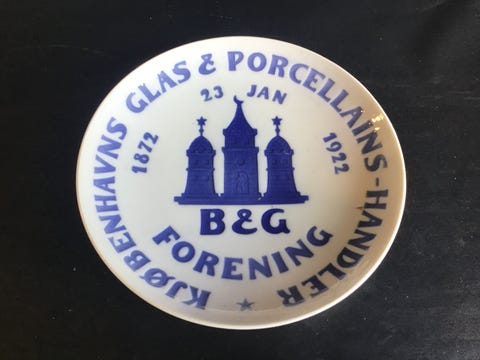 KJØBENHAVNS GLAS & PORCELLAINS-HANDLER
23 JAN
1872
1922
B&G
FORENING